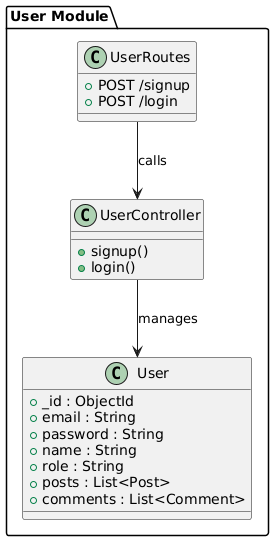 User Module
C UserRoutes
POST /signup
POST /login
calls
C UserController
signup()
login()
manages
C User
_id : ObjectId
email : String
password : String
name : String
role : String
posts : List<Post>
comments : List<Comment>